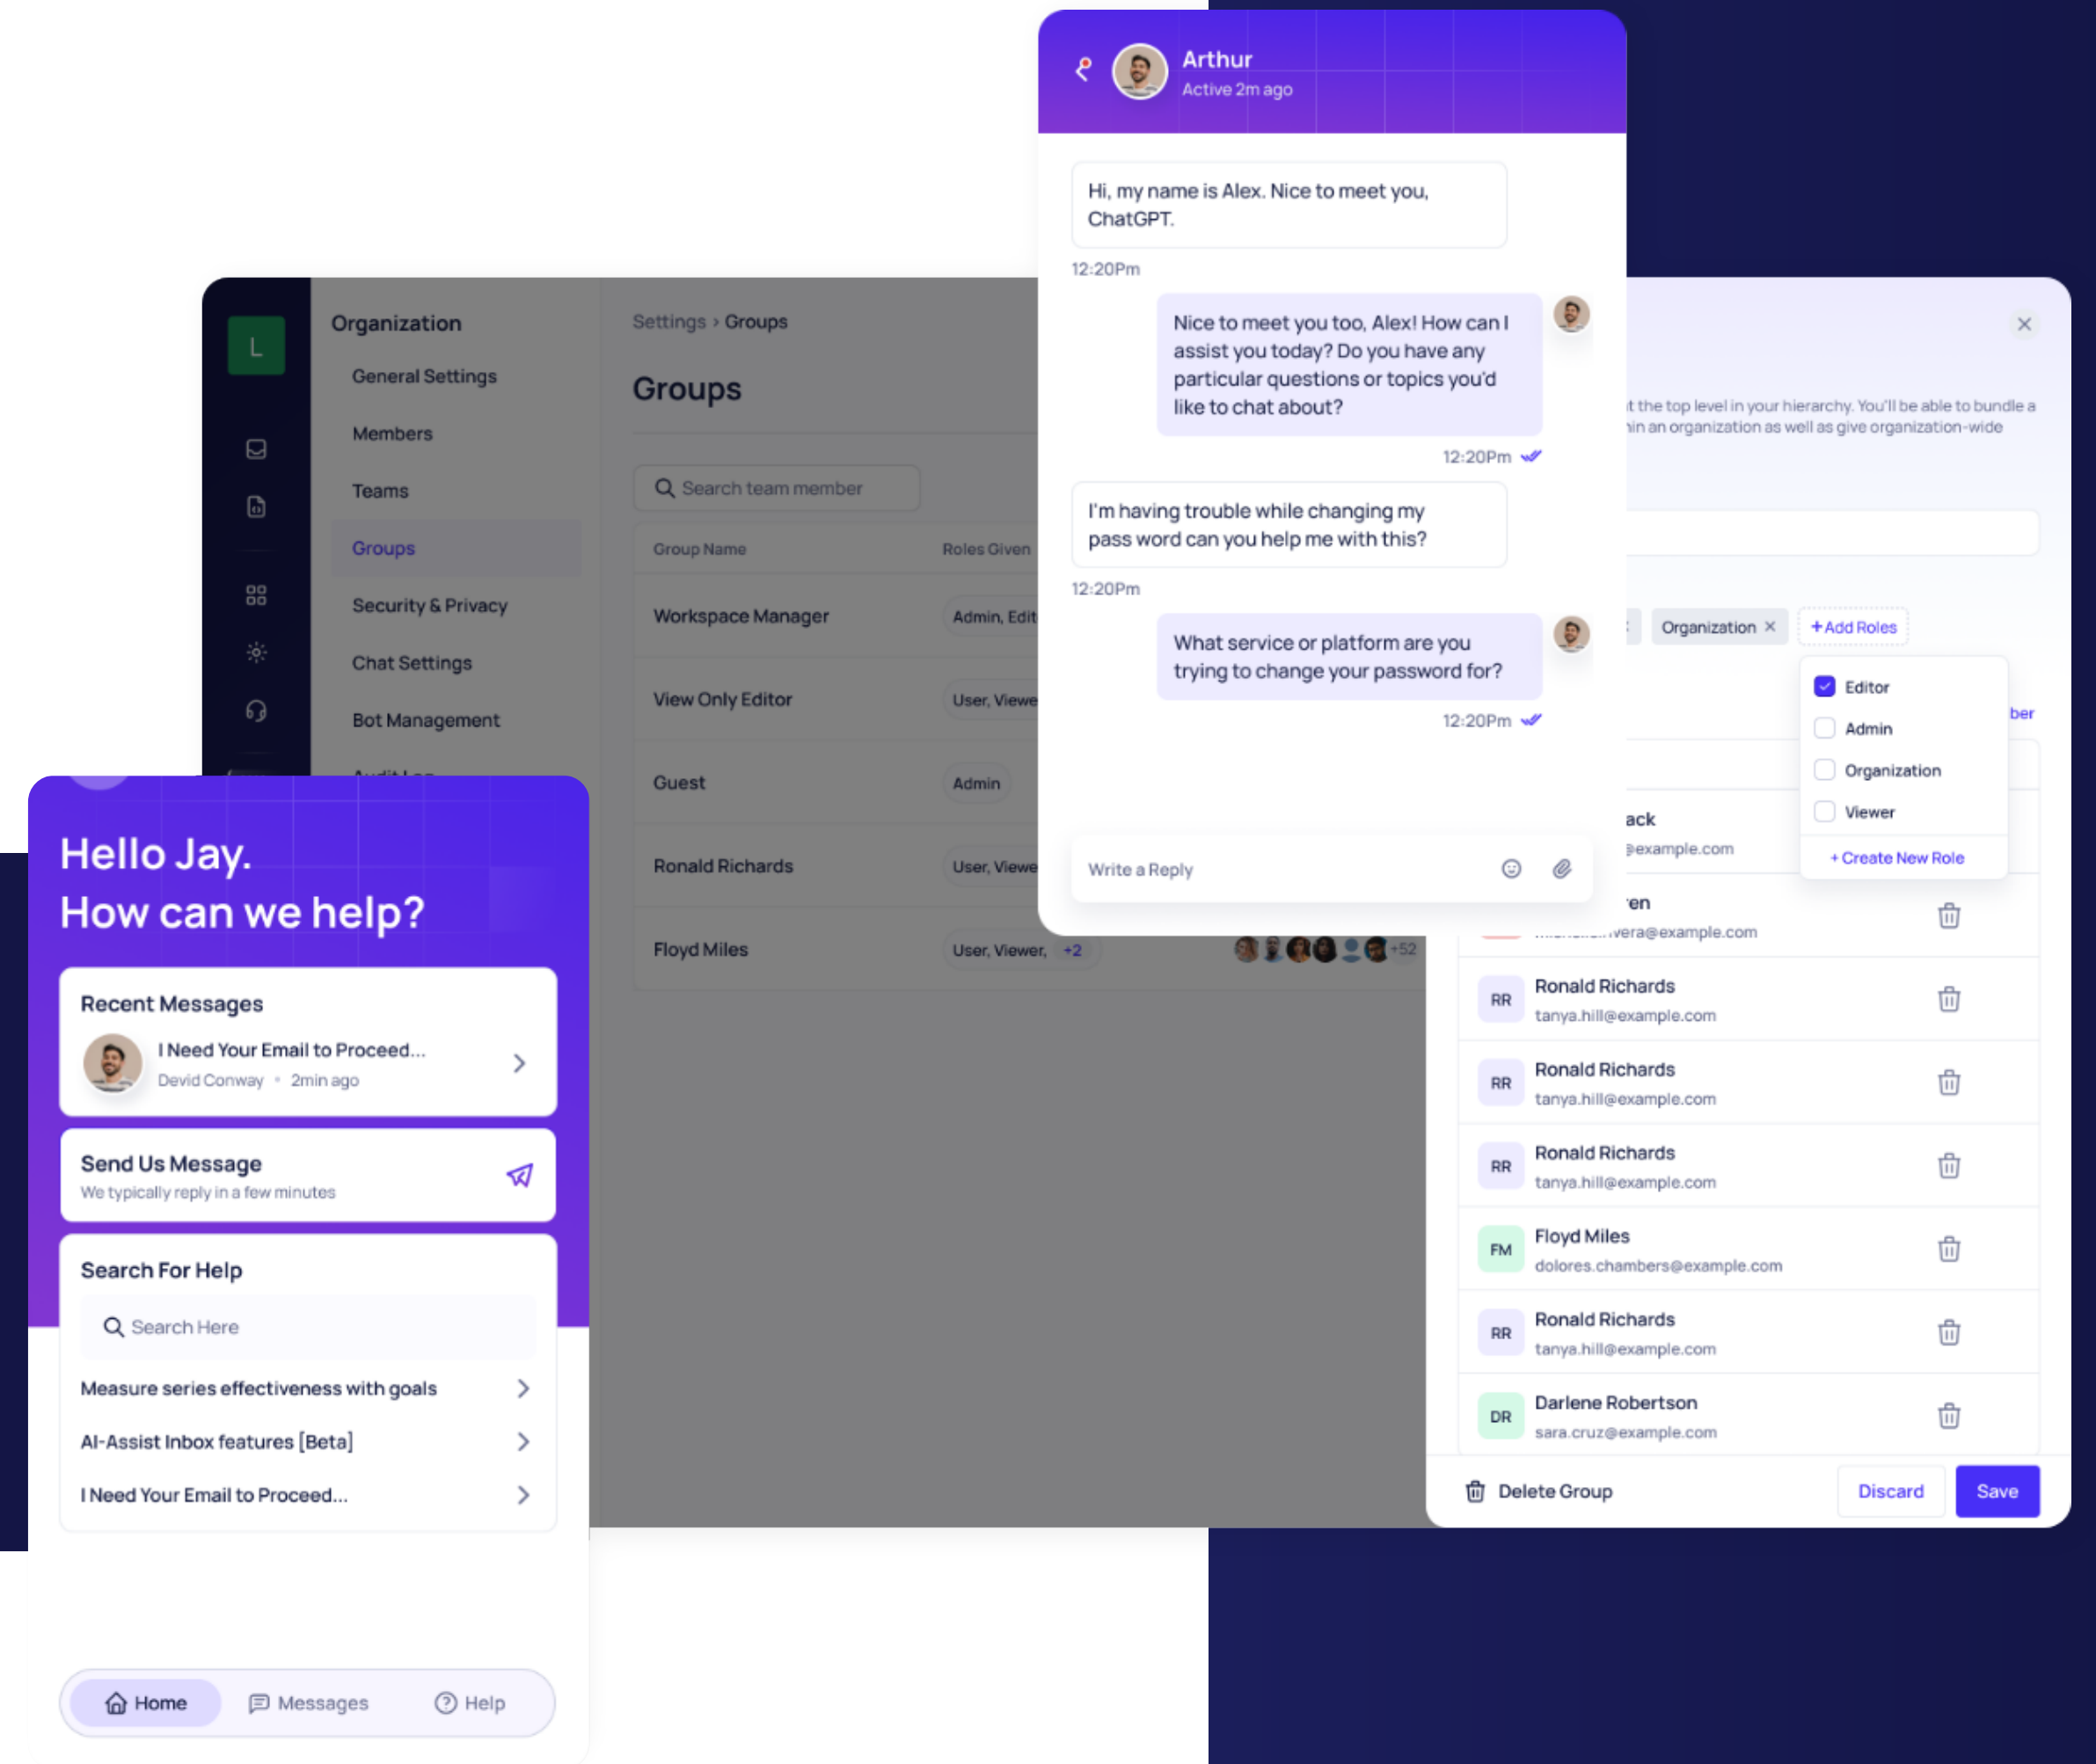 Arthur
Active 2m ago
Hi, my name is Alex. Nice to meet you,
ChatGPT.
12:20Pm
Nice to meet you too, Alex! How can I
assist you today? Do you have any
particular questions or topics you'd
like to chat about?
12:20Pm
I'm having trouble while changing my
pass word can you help me with this?
12:20Pm
What service or platform are you
trying to change your password for?
12:20Pm
Write a Reply
L
Organization
General Settings
Members
Teams
Groups
Security & Privacy
Chat Settings
Bot Management
Settings > Groups
Groups
Search team member
Group Name Roles Given
Workspace Manager Admin, Edit
View Only Editor User, Viewe
Guest Admin
Ronald Richards User, Viewe
Floyd Miles User, Viewer, +2 +52
the top level in your hierarchy. You'll be able to bundle a
an organization as well as give organization-wide
Organization × +Add Roles
Editor
Admin
Organization
Viewer
+ Create New Role
ber
ack
@example.com
ren
vera@example.com
RR Ronald Richards
tanya.hill@example.com
RR Ronald Richards
tanya.hill@example.com
RR Ronald Richards
tanya.hill@example.com
FM Floyd Miles
dolores.chambers@example.com
RR Ronald Richards
tanya.hill@example.com
DR Darlene Robertson
sara.cruz@example.com
Delete Group Discard Save
Hello Jay.
How can we help?
Recent Messages
I Need Your Email to Proceed...
Devid Conway • 2min ago
Send Us Message
We typically reply in a few minutes
Search For Help
Search Here
Measure series effectiveness with goals
AI-Assist Inbox features [Beta]
I Need Your Email to Proceed...
Home Messages Help